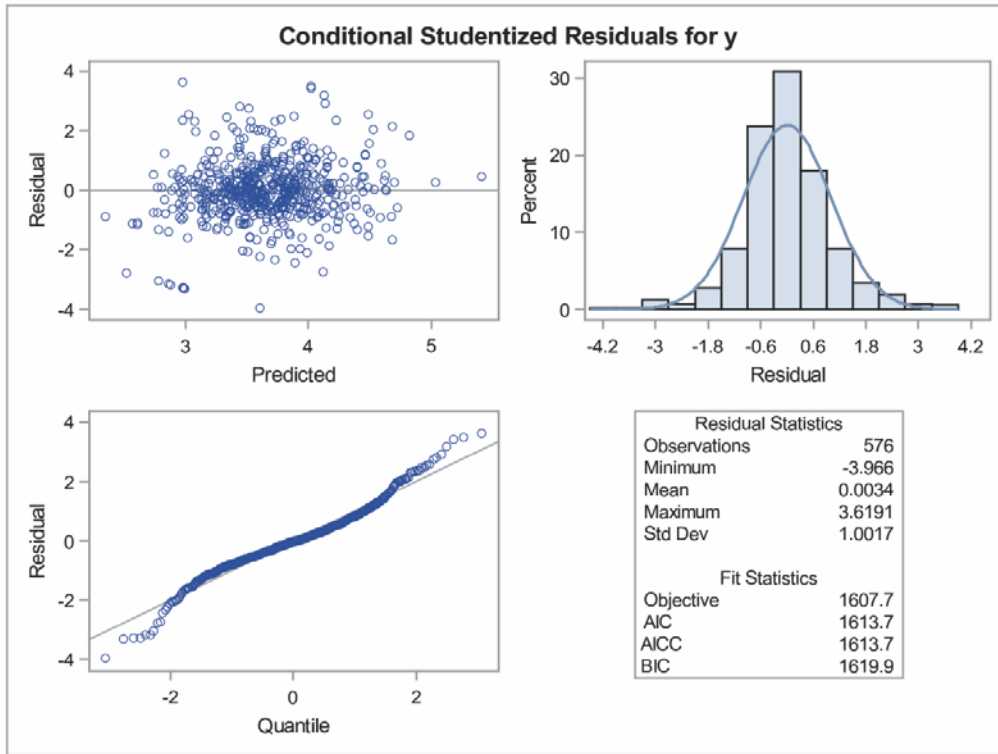 Conditional Studentized Residuals for y
4
2
0
-2
-4
Residual
3 4 5
Predicted
30
20
10
0
Percent
-4.2 -3 -1.8 -0.6 0.6 1.8 3 4.2
Residual
4
2
0
-2
-4
Residual
-2 0 2
Quantile
Residual Statistics
Observations 576
Minimum -3.966
Mean 0.0034
Maximum 3.6191
Std Dev 1.0017
Fit Statistics
Objective 1607.7
AIC 1613.7
AICC 1613.7
BIC 1619.9